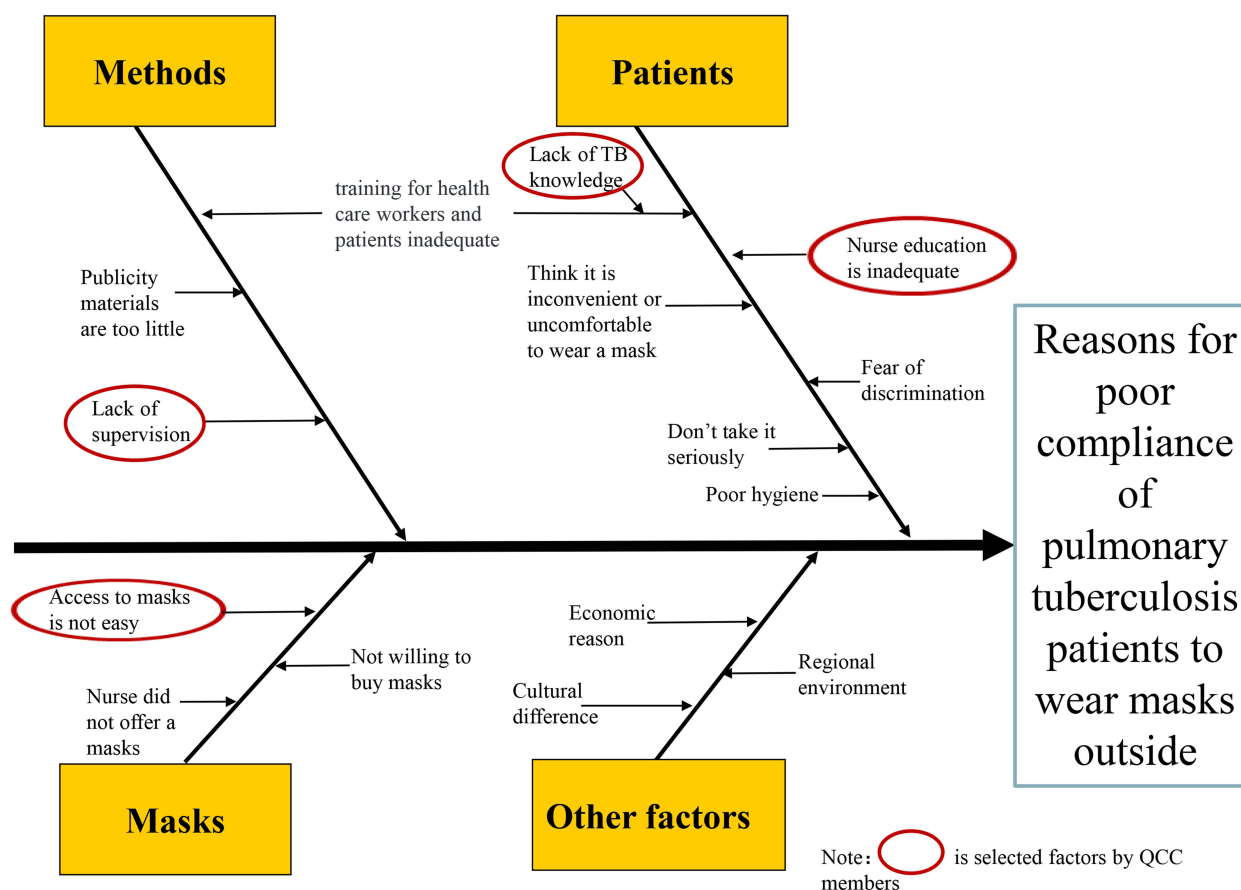 Methods
Patients
Lack of TB
knowledge
training for health
care workers and
patients inadequate
Nurse education
is inadequate
Publicity
materials
are too little
Think it is
inconvenient or
uncomfortable
to wear a mask
Fear of
discrimination
Lack of
supervision
Don’t take it
seriously
Poor hygiene
Reasons for
poor
compliance
of
pulmonary
tuberculosis
patients to
wear masks
outside
Access to masks
is not easy
Not willing to
buy masks
Nurse did
not offer a
masks
Economic
reason
Regional
environment
Cultural
difference
Masks
Other factors
Note: is selected factors by QCC
members